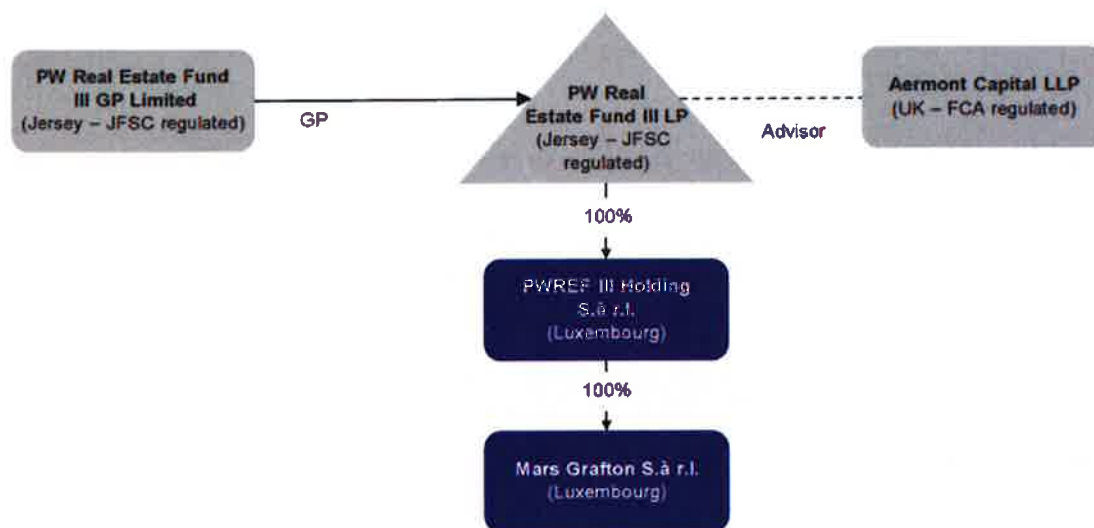 PW Real Estate Fund
III GP Limited
(Jersey – JFSC regulated)
GP
PW Real
Estate Fund III LP
(Jersey – JFSC
regulated)
Advisor
Aermont Capital LLP
(UK – FCA regulated)
100%
PWREF III Holding
S.à r.l.
(Luxembourg)
100%
Mars Grafton S.à r.l.
(Luxembourg)